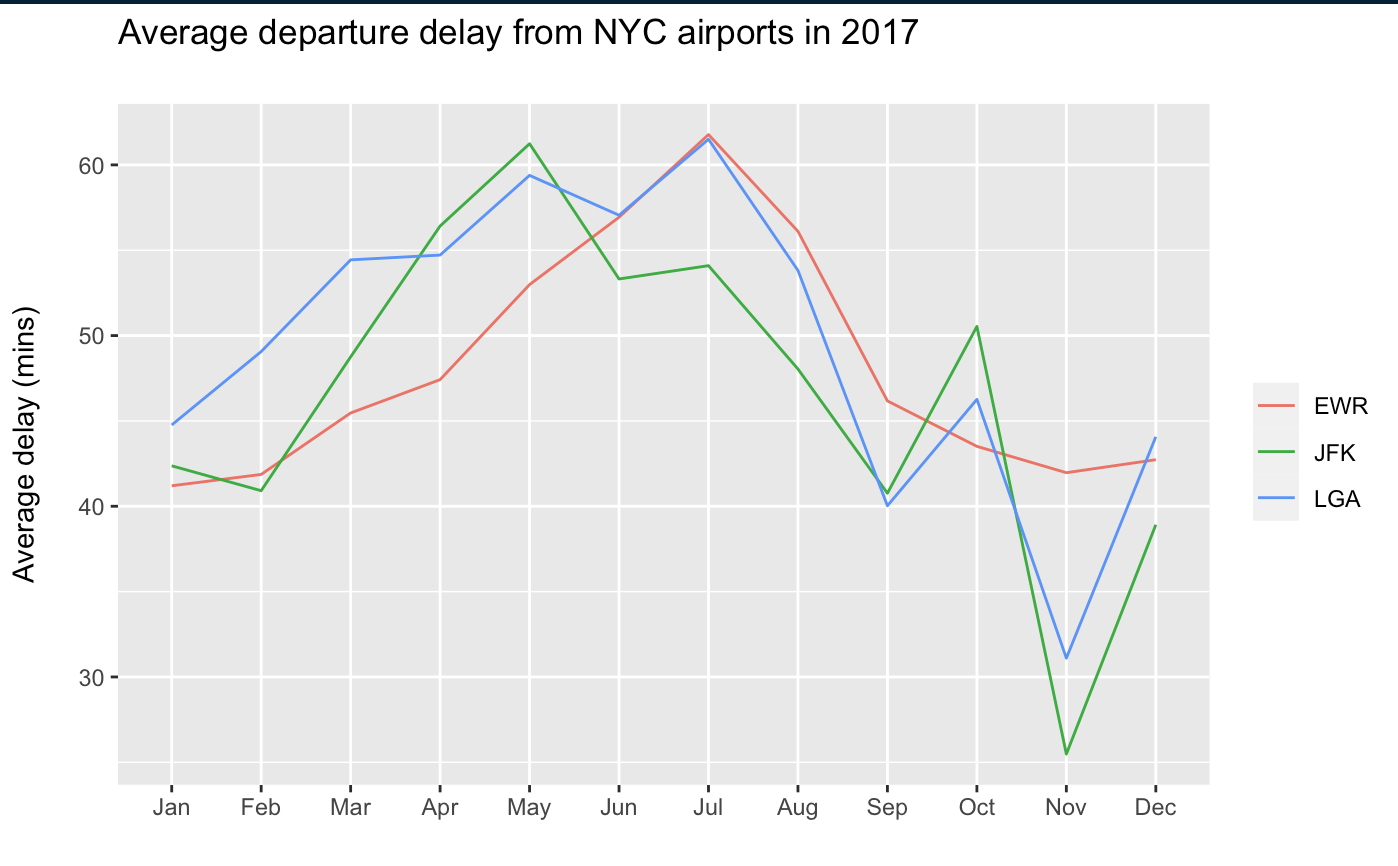 Average departure delay from NYC airports in 2017
Average delay (mins)
60
50
40
30
Jan Feb Mar Apr May Jun Jul Aug Sep Oct Nov Dec
EWR
JFK
LGA